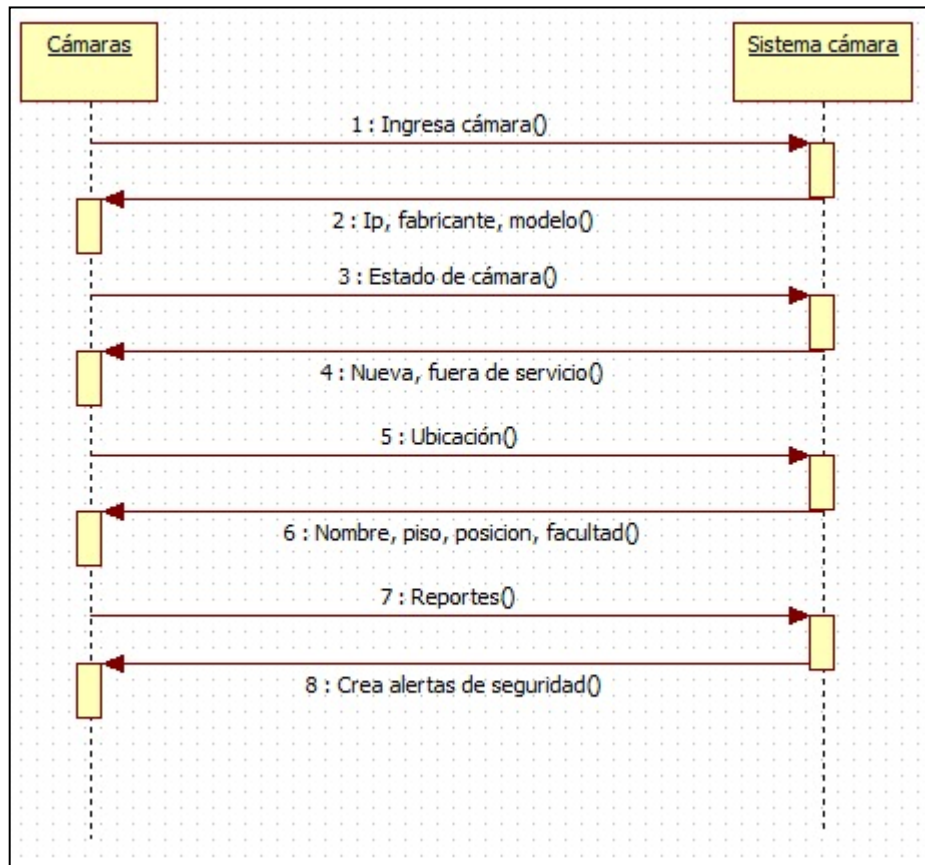 Cámaras
Sistema cámara
1 : Ingresa cámara()
2 : Ip, fabricante, modelo()
3 : Estado de cámara()
4 : Nueva, fuera de servicio()
5 : Ubicación()
6 : Nombre, piso, posicion, facultad()
7 : Reportes()
8 : Crea alertas de seguridad()